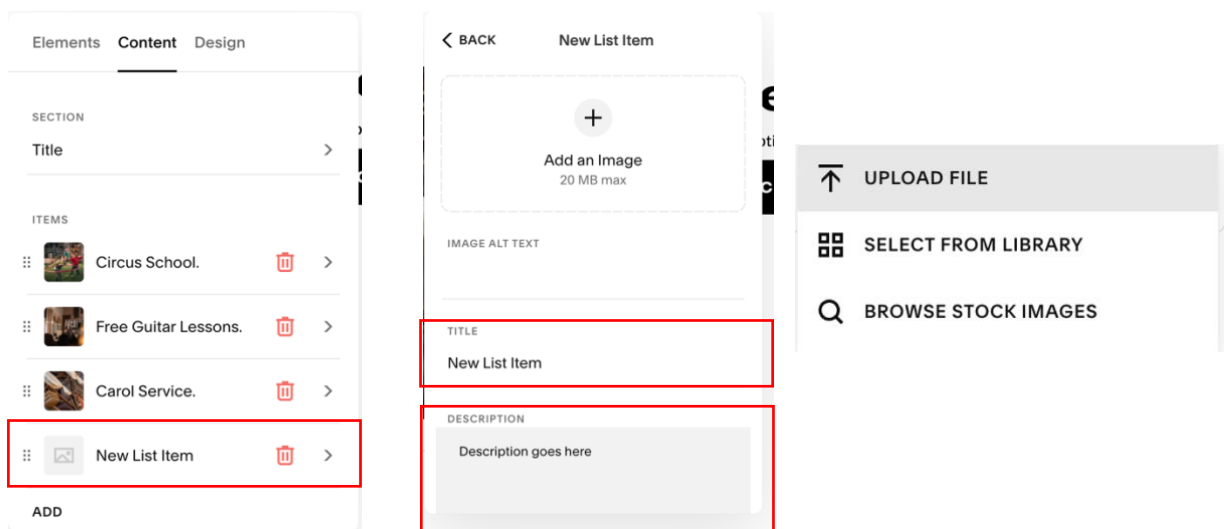 Elements Content Design
SECTION
Title
ITEMS
Circus School.
Free Guitar Lessons.
Carol Service.
New List Item
ADD
BACK New List Item
Add an Image
20 MB max
IMAGE ALT TEXT
TITLE
New List Item
DESCRIPTION
Description goes here
UPLOAD FILE
SELECT FROM LIBRARY
BROWSE STOCK IMAGES